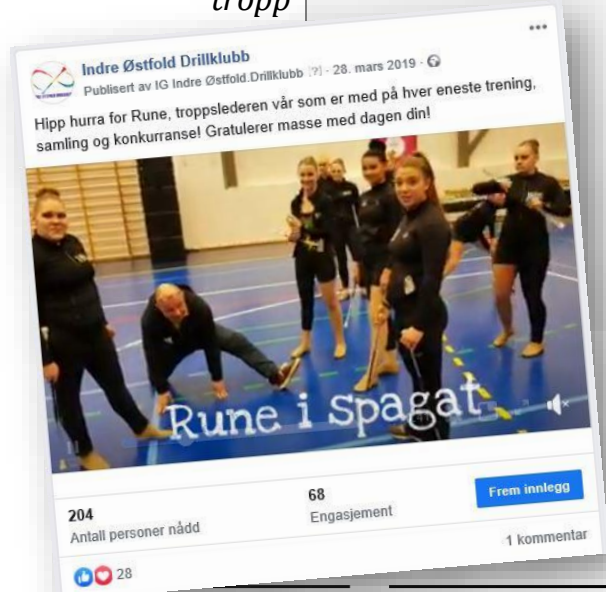 tropp
Indre Østfold Drillklubb
Publisert av IG Indre Østfold.Drillklubb [?] · 28. mars 2019 ·
Hipp hurra for Rune, troppslederen vår som er med på hver eneste trening,
samling og konkurranse! Gratulerer masse med dagen din!
Rune i spagat
204
Antall personer nådd
68
Engasjement
Frem innlegg
28
1 kommentar